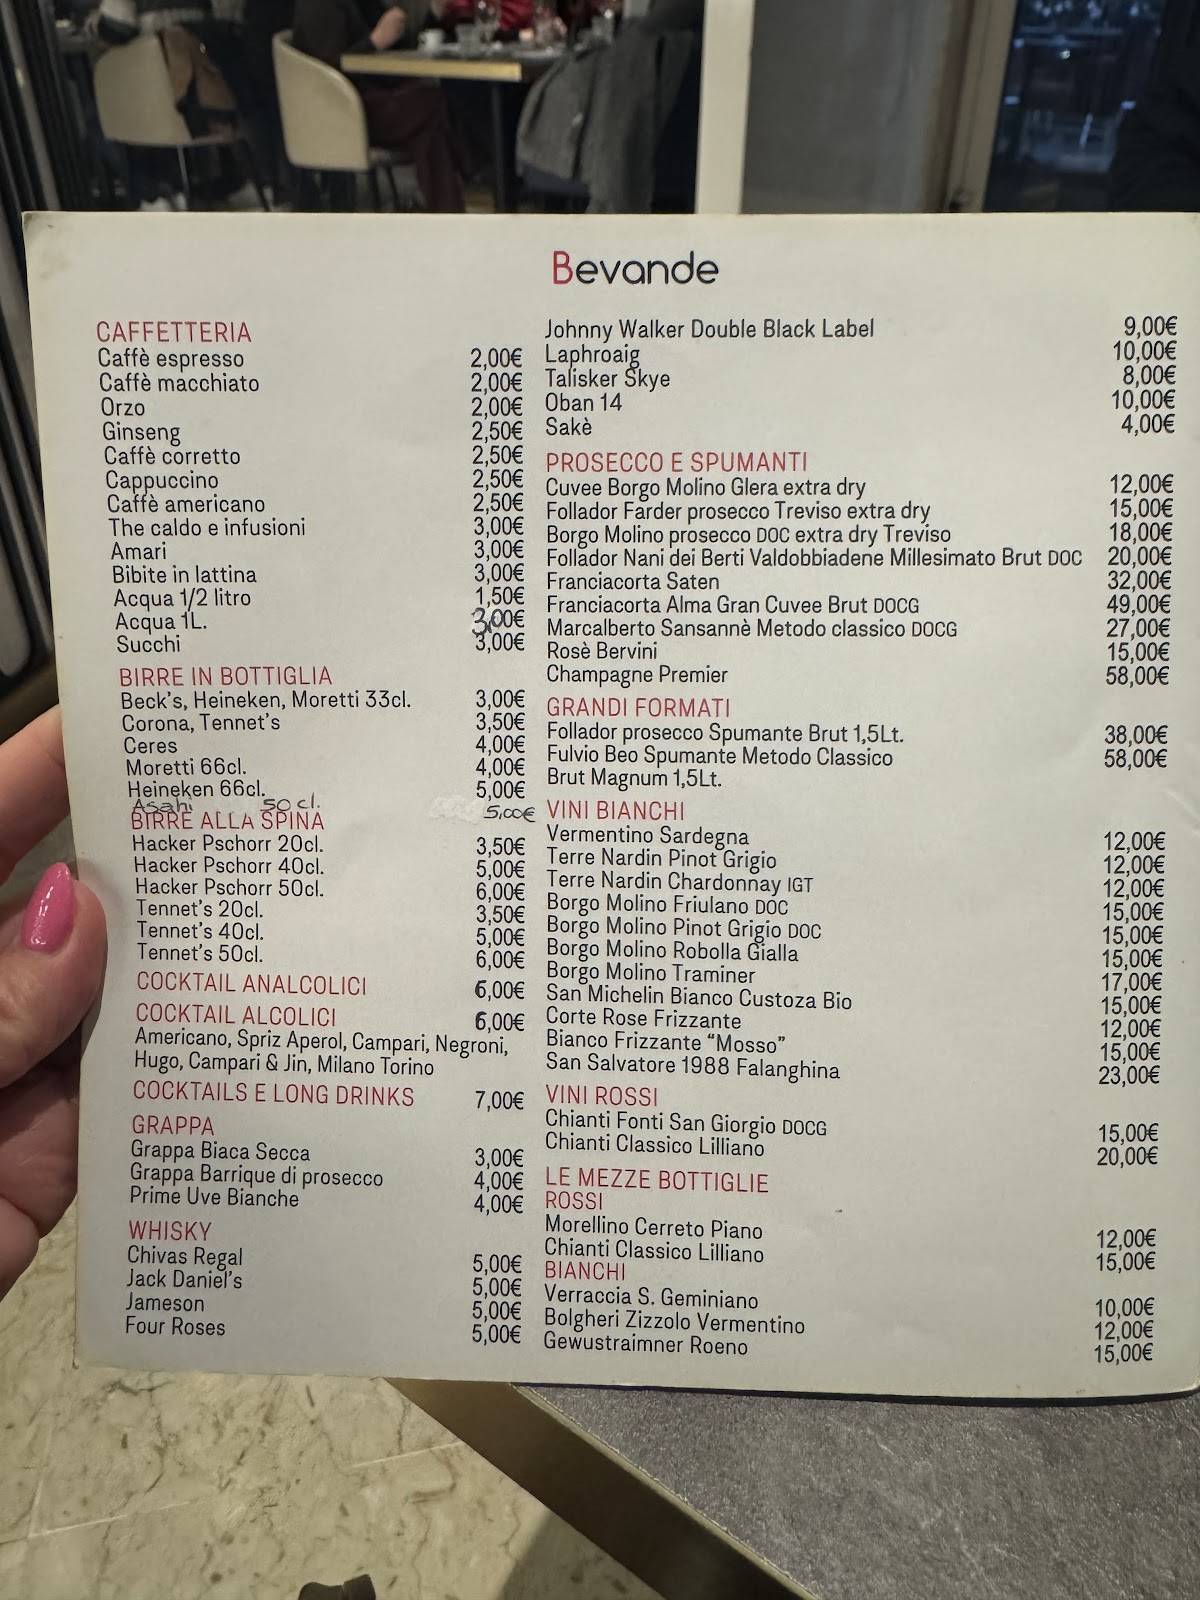 Bevande
CAFFETTERIA
Caffè espresso 2,00€
Caffè macchiato 2,00€
Orzo 2,00€
Ginseng 2,50€
Caffè corretto 2,50€
Cappuccino 2,50€
Caffè americano 2,50€
The caldo e infusioni 3,00€
Amari 3,00€
Bibite in lattina 3,00€
Acqua 1/2 litro 1,50€
Acqua 1L. 3,00€
Succhi 3,00€
BIRRE IN BOTTIGLIA
Beck's, Heineken, Moretti 33cl. 3,00€
Corona, Tennet's 3,50€
Ceres 4,00€
Moretti 66cl. 4,00€
Heineken 66cl. 5,00€
Asahi 50 cl. 5,00€
BIRRE ALLA SPINA
Hacker Pschorr 20cl. 3,50€
Hacker Pschorr 40cl. 5,00€
Hacker Pschorr 50cl. 6,00€
Tennet's 20cl. 3,50€
Tennet's 40cl. 5,00€
Tennet's 50cl. 6,00€
COCKTAIL ANALCOLICI 6,00€
COCKTAIL ALCOLICI 6,00€
Americano, Spriz Aperol, Campari, Negroni,
Hugo, Campari & Jin, Milano Torino
COCKTAILS E LONG DRINKS 7,00€
GRAPPA
Grappa Biaca Secca 3,00€
Grappa Barrique di prosecco 4,00€
Prime Uve Bianche 4,00€
WHISKY
Chivas Regal 5,00€
Jack Daniel's 5,00€
Jameson 5,00€
Four Roses 5,00€
Johnny Walker Double Black Label 9,00€
Laphroaig 10,00€
Talisker Skye 8,00€
Oban 14 10,00€
Sakè 4,00€
PROSECCO E SPUMANTI
Cuvee Borgo Molino Glera extra dry 12,00€
Follador Farder prosecco Treviso extra dry 15,00€
Borgo Molino prosecco DOC extra dry Treviso 18,00€
Follador Nani dei Berti Valdobbiadene Millesimato Brut DOC 20,00€
Franciacorta Saten 32,00€
Franciacorta Alma Gran Cuvee Brut DOCG 49,00€
Marcalberto Sansannè Metodo classico DOCG 27,00€
Rosè Bervini 15,00€
Champagne Premier 58,00€
GRANDI FORMATI
Follador prosecco Spumante Brut 1,5Lt. 38,00€
Fulvio Beo Spumante Metodo Classico 58,00€
Brut Magnum 1,5Lt.
VINI BIANCHI
Vermentino Sardegna 12,00€
Terre Nardin Pinot Grigio 12,00€
Terre Nardin Chardonnay IGT 12,00€
Borgo Molino Friulano DOC 15,00€
Borgo Molino Pinot Grigio DOC 15,00€
Borgo Molino Robolla Gialla 15,00€
Borgo Molino Traminer 17,00€
San Michelin Bianco Custoza Bio 15,00€
Corte Rose Frizzante 12,00€
Bianco Frizzante “Mosso” 15,00€
San Salvatore 1988 Falanghina 23,00€
VINI ROSSI
Chianti Fonti San Giorgio DOCG 15,00€
Chianti Classico Lilliano 20,00€
LE MEZZE BOTTIGLIE
ROSSI
Morellino Cerreto Piano 12,00€
Chianti Classico Lilliano 15,00€
BIANCHI
Verraccia S. Geminiano 10,00€
Bolgheri Zizzolo Vermentino 12,00€
Gewustraimner Roeno 15,00€